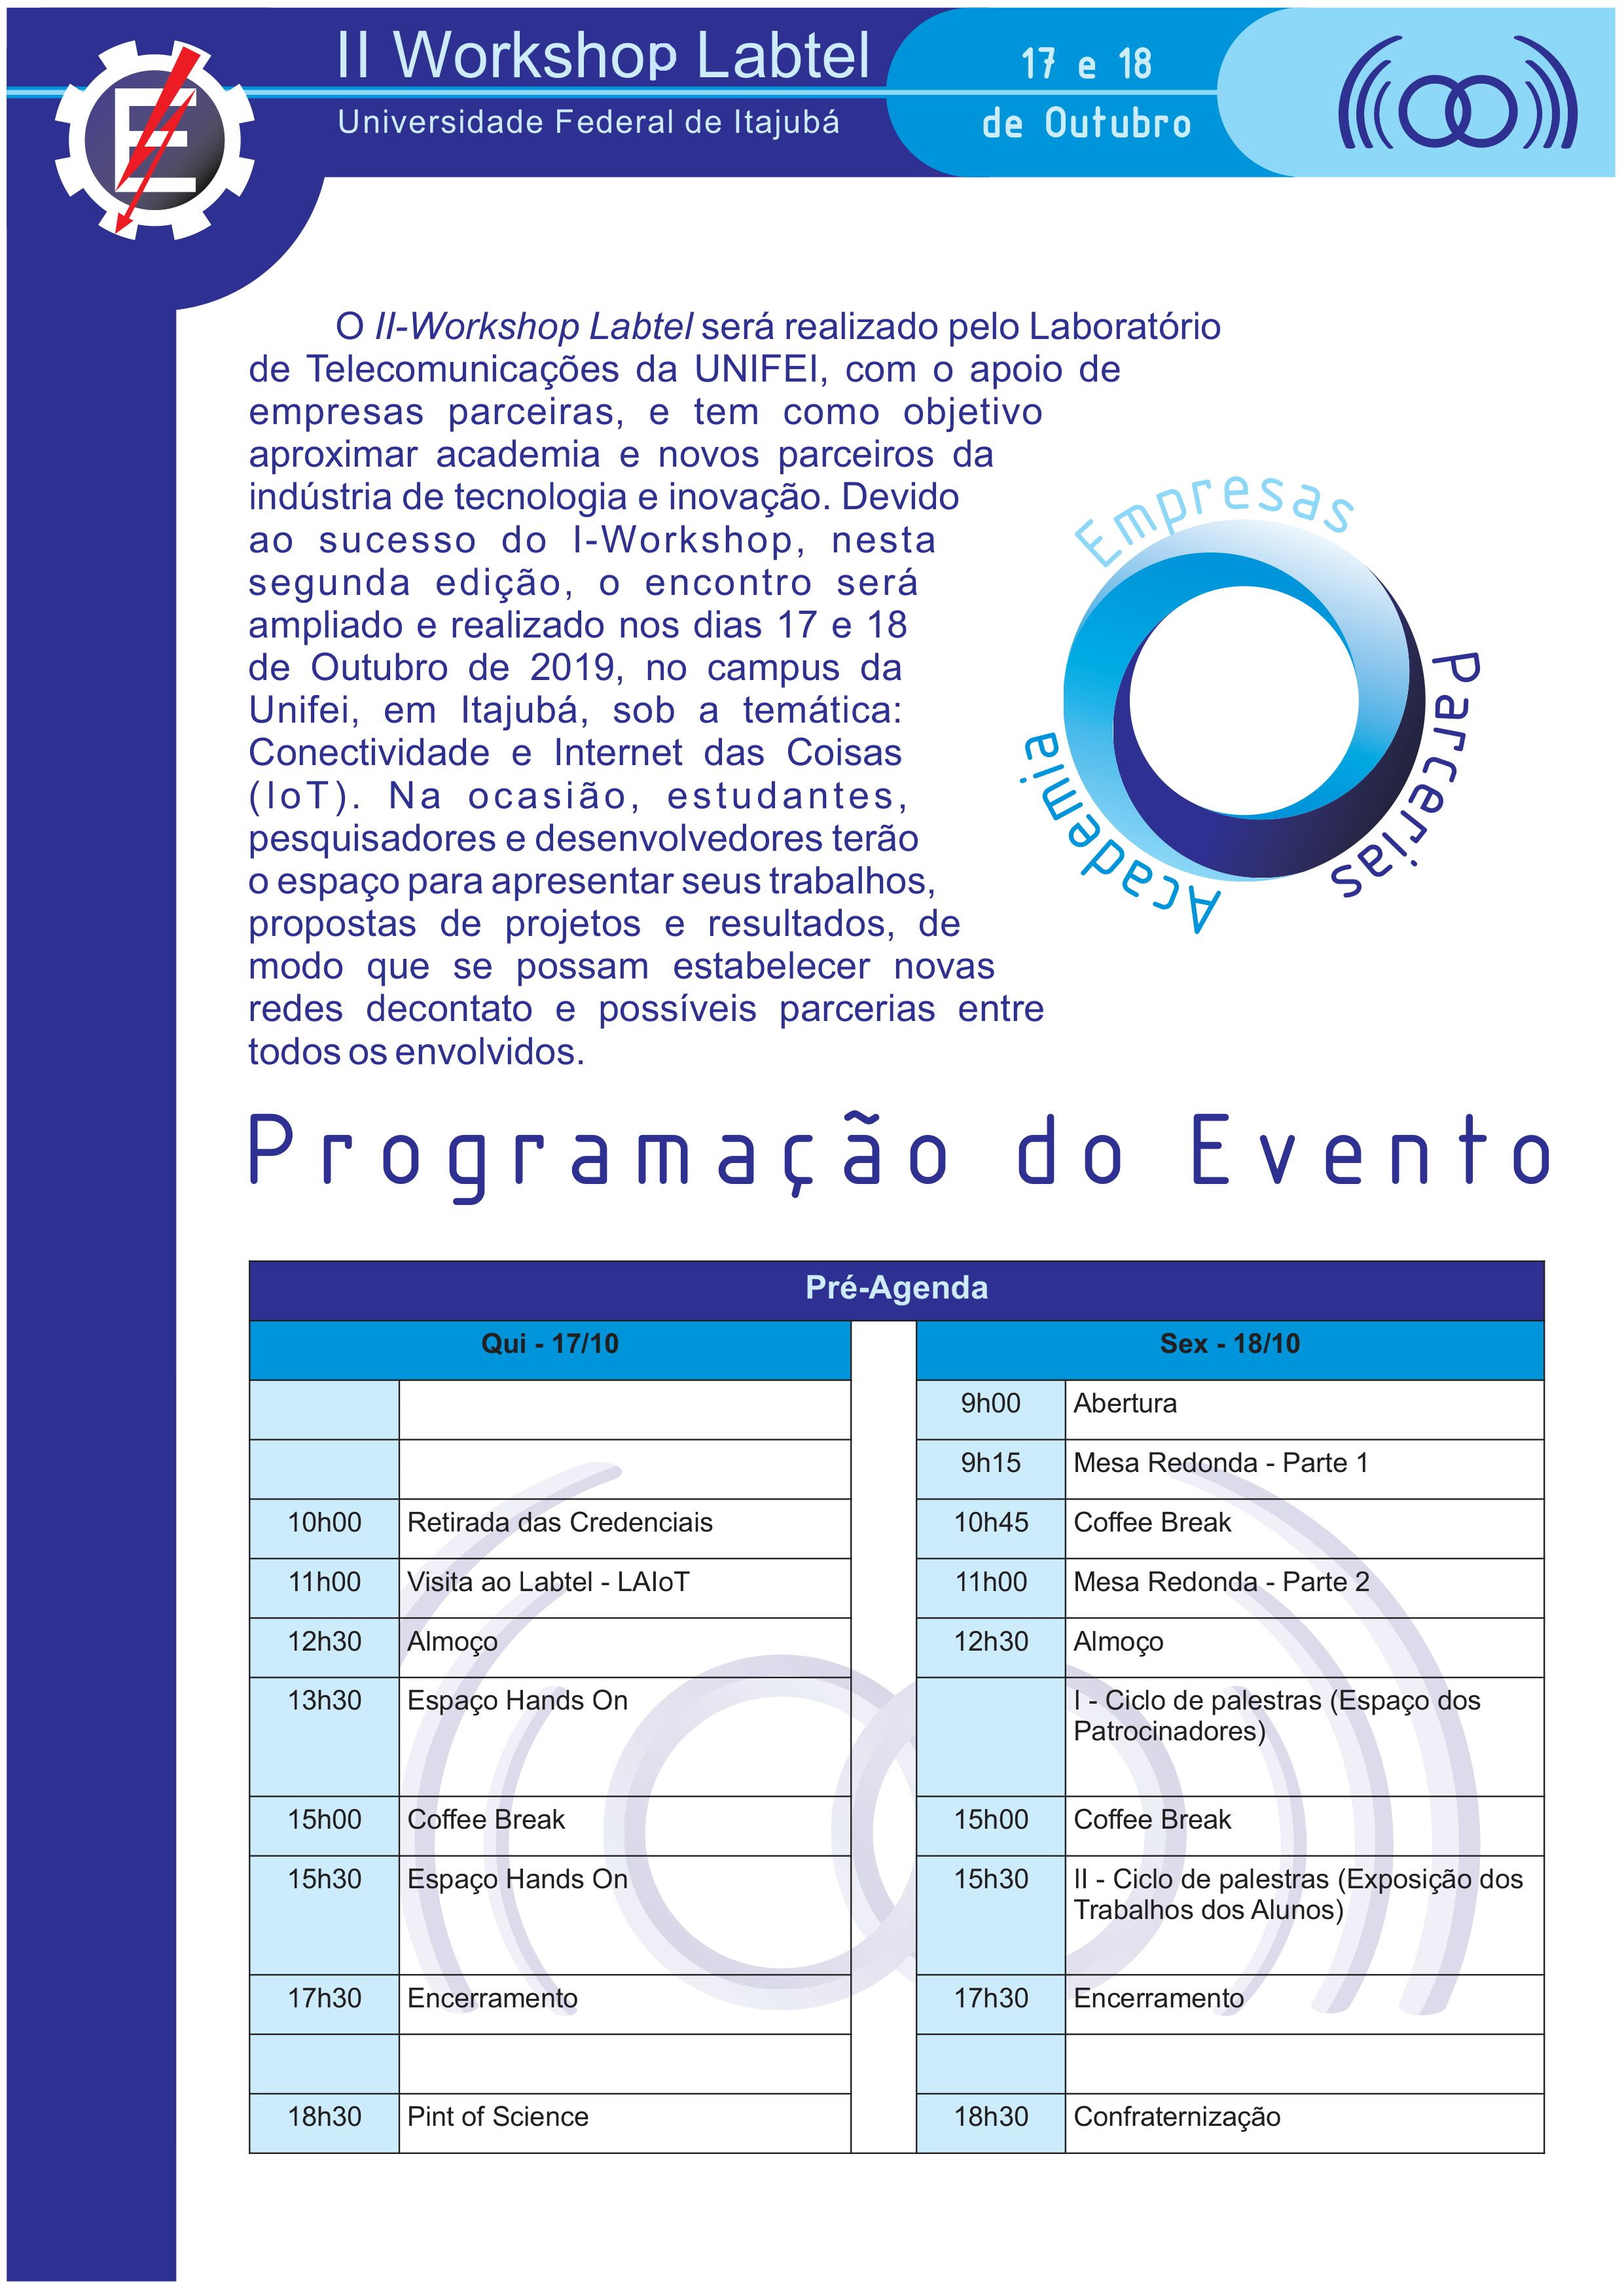 II Workshop Labtel
Universidade Federal de Itajubá
17 e 18
de Outubro
E
O II-Workshop Labtel será realizado pelo Laboratório
de Telecomunicações da UNIFEI, com o apoio de
empresas parceiras, e tem como objetivo
aproximar academia e novos parceiros da
indústria de tecnologia e inovação. Devido
ao sucesso do I-Workshop, nesta
segunda edição, o encontro será
ampliado e realizado nos dias 17 e 18
de Outubro de 2019, no campus da
Unifei, em Itajubá, sob a temática:
Conectividade e Internet das Coisas
(IoT). Na ocasião, estudantes,
pesquisadores e desenvolvedores terão
o espaço para apresentar seus trabalhos,
propostas de projetos e resultados, de
modo que se possam estabelecer novas
redes decontato e possíveis parcerias entre
todos os envolvidos.
Empresas
Parcerias
Academia
Programação do Evento
Pré-Agenda
Qui - 17/10
Sex - 18/10
9h00 Abertura
9h15 Mesa Redonda - Parte 1
10h00 Retirada das Credenciais
10h45 Coffee Break
11h00 Visita ao Labtel - LAIoT
11h00 Mesa Redonda - Parte 2
12h30 Almoço
12h30 Almoço
13h30 Espaço Hands On
I - Ciclo de palestras (Espaço dos
Patrocinadores)
15h00 Coffee Break
15h00 Coffee Break
15h30 Espaço Hands On
15h30 II - Ciclo de palestras (Exposição dos
Trabalhos dos Alunos)
17h30 Encerramento
17h30 Encerramento
18h30 Pint of Science
18h30 Confraternização